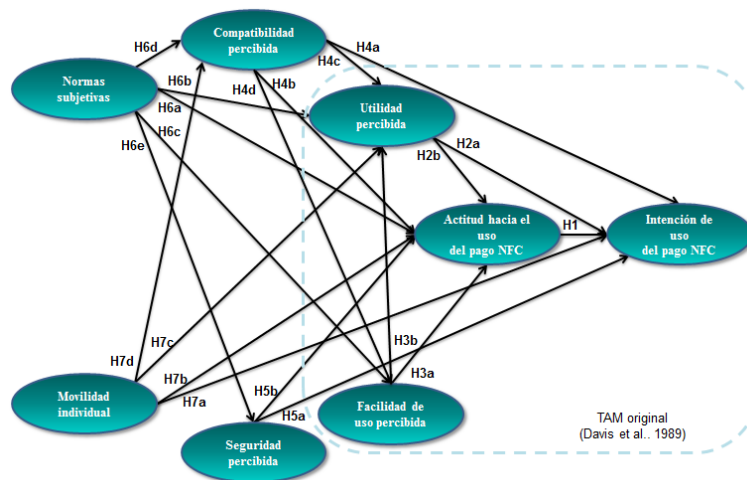 Compatibilidad
percibida
H6d
H4a
H4c
Normas
subjetivas
H6b
H4b
H4d
H6a
H6c
H6e
Utilidad
percibida
H2a
H2b
Actitud hacia el
uso
del pago NFC
H1
Intención de
uso
del pago NFC
H7c
H3b
H7d
H7b
H3a
H7a
H5b
H5a
Movilidad
individual
Facilidad de
uso percibida
Seguridad
percibida
TAM original
(Davis et al.. 1989)